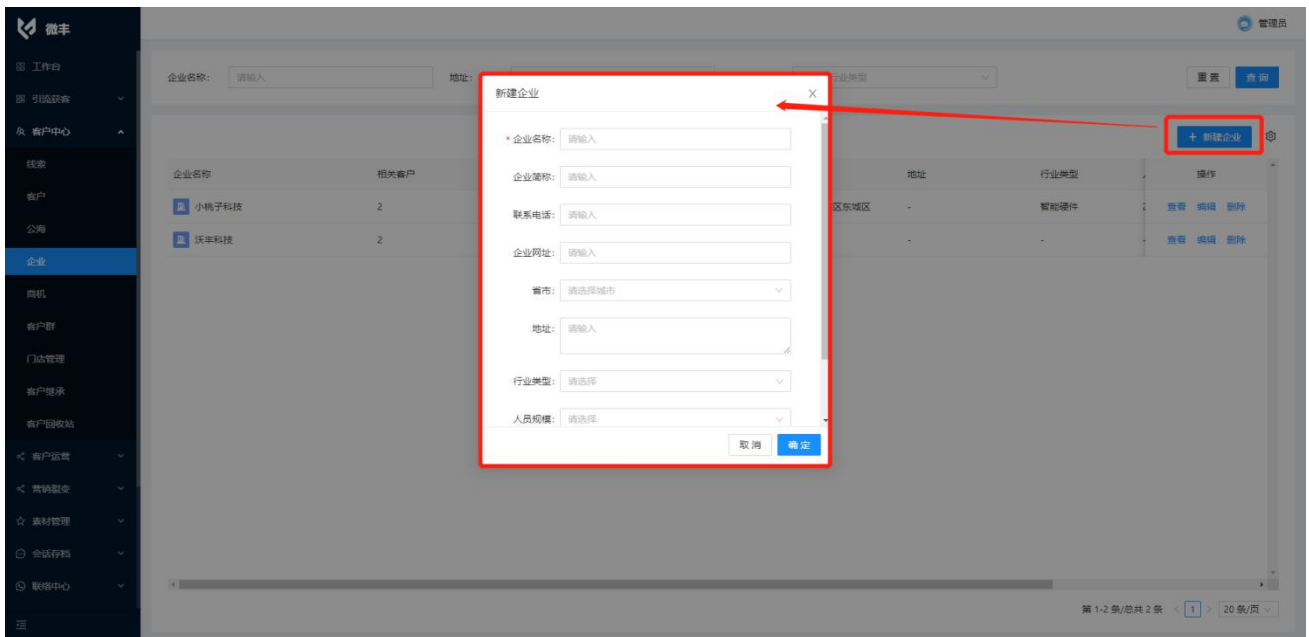 微丰
管理员
工作台
引流获客
客户中心
线索
客户
公海
企业
商机
客户群
门店管理
客户继承
客户回收站
客户运营
营销裂变
素材管理
会话存档
联络中心
企业名称: 请输入
地址:
行业类型
重置 查询
+ 新建企业
企业名称 相关客户 地址 行业类型 操作
小桃子科技 2 区东城区 - 智能硬件 查看 编辑 删除
沃丰科技 2 - - 查看 编辑 删除
新建企业
* 企业名称: 请输入
企业简称: 请输入
联系电话: 请输入
企业网址: 请输入
省市: 请选择城市
地址: 请输入
行业类型: 请选择
人员规模: 请选择
取消 确定
第 1-2 条/总共 2 条 < 1 > 20 条/页